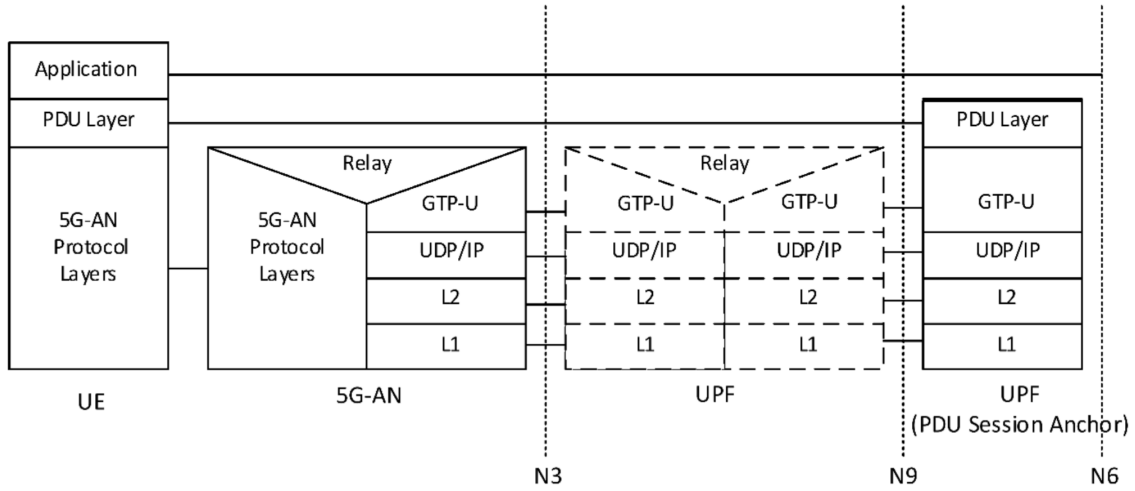 Application
PDU Layer
PDU Layer
Relay
Relay
5G-AN
Protocol
Layers
5G-AN
Protocol
Layers
GTP-U
GTP-U
GTP-U
GTP-U
UDP/IP
UDP/IP
UDP/IP
UDP/IP
L2
L2
L2
L2
L1
L1
L1
L1
UE
5G-AN
UPF
UPF
(PDU Session Anchor)
N3
N9
N6